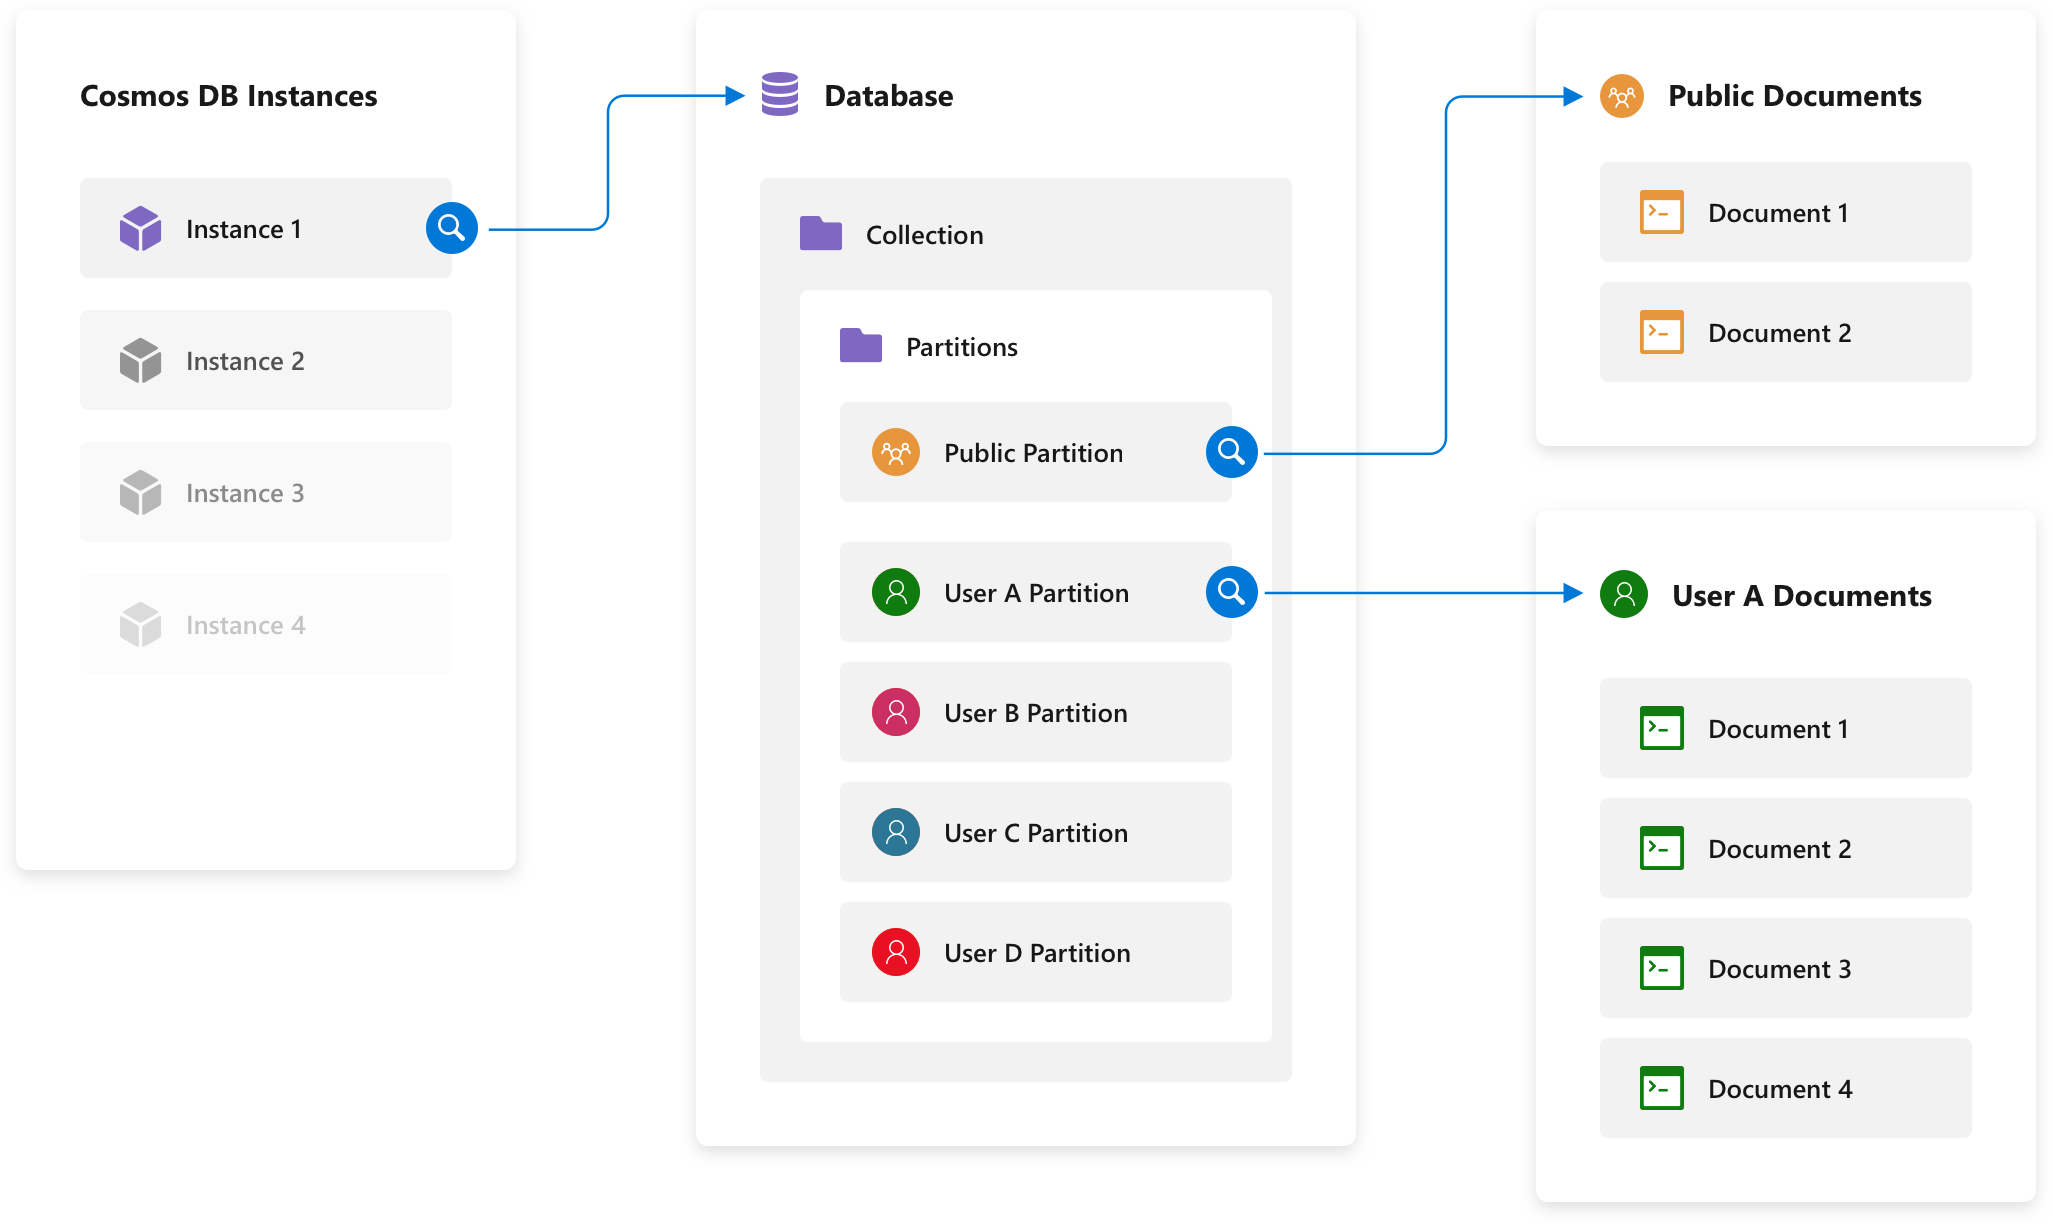 Cosmos DB Instances
Instance 1
Instance 2
Instance 3
Instance 4
Database
Collection
Partitions
Public Partition
User A Partition
User B Partition
User C Partition
User D Partition
Public Documents
Document 1
Document 2
User A Documents
Document 1
Document 2
Document 3
Document 4